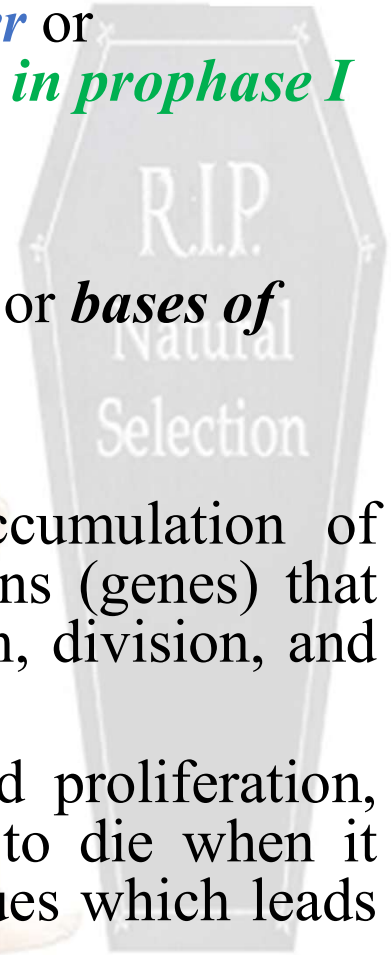 r or
in prophase I
R.I.P.
or bases of
Natural
Selection
ccumulation of
ns (genes) that
n, division, and
d proliferation,
to die when it
ues which leads